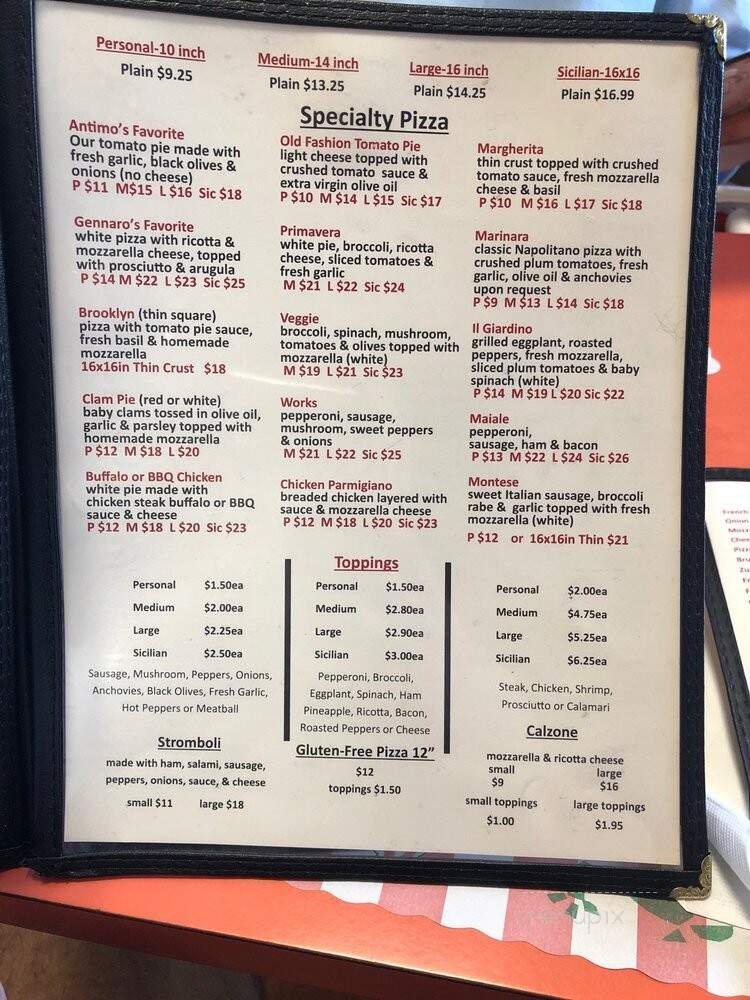 Personal-10 inch
Plain $9.25
Medium-14 inch
Plain $13.25
Large-16 inch
Plain $14.25
Sicilian-16x16
Plain $16.99
Specialty Pizza
Antimo's Favorite
Our tomato pie made with
fresh garlic, black olives &
onions (no cheese)
P $11 M$15 L $16 Sic $18
Gennaro's Favorite
white pizza with ricotta &
mozzarella cheese, topped
with prosciutto & arugula
P $14 M $22 L $23 Sic $25
Brooklyn (thin square)
pizza with tomato pie sauce,
fresh basil & homemade
mozzarella
16x16in Thin Crust $18
Clam Pie (red or white)
baby clams tossed in olive oil,
garlic & parsley topped with
homemade mozzarella
P $12 M $18 L $20
Buffalo or BBQ Chicken
white pie made with
chicken steak buffalo or BBQ
sauce & cheese
P $12 M $18 L $20 Sic $23
Old Fashion Tomato Pie
light cheese topped with
crushed tomato sauce &
extra virgin olive oil
P $10 M $14 L $15 Sic $17
Primavera
white pie, broccoli, ricotta
cheese, sliced tomatoes &
fresh garlic
M $21 L $22 Sic $24
Veggie
broccoli, spinach, mushroom,
tomatoes & olives topped with
mozzarella (white)
M $19 L $21 Sic $23
Works
pepperoni, sausage,
mushroom, sweet peppers
& onions
M $21 L $22 Sic $25
Chicken Parmigiano
breaded chicken layered with
sauce & mozzarella cheese
P $12 M $18 L $20 Sic $23
Margherita
thin crust topped with crushed
tomato sauce, fresh mozzarella
cheese & basil
P $10 M $16 L $17 Sic $18
Marinara
classic Napolitano pizza with
crushed plum tomatoes, fresh
garlic, olive oil & anchovies
upon request
P $9 M $13 L $14 Sic $18
Il Giardino
grilled eggplant, roasted
peppers, fresh mozzarella,
sliced plum tomatoes & baby
spinach (white)
P $14 M $19 L $20 Sic $22
Maiale
pepperoni,
sausage, ham & bacon
P $13 M $22 L $24 Sic $26
Montese
sweet Italian sausage, broccoli
rabe & garlic topped with fresh
mozzarella (white)
P $12 or 16x16in Thin $21
Toppings
Personal $1.50ea
Medium $2.00ea
Large $2.25ea
Sicilian $2.50ea
Sausage, Mushroom, Peppers, Onions,
Anchovies, Black Olives, Fresh Garlic,
Hot Peppers or Meatball
Personal $1.50ea
Medium $2.80ea
Large $2.90ea
Sicilian $3.00ea
Pepperoni, Broccoli,
Eggplant, Spinach, Ham
Pineapple, Ricotta, Bacon,
Roasted Peppers or Cheese
Personal $2.00ea
Medium $4.75ea
Large $5.25ea
Sicilian $6.25ea
Steak, Chicken, Shrimp,
Prosciutto or Calamari
Stromboli
made with ham, salami, sausage,
peppers, onions, sauce, & cheese
small $11 large $18
Gluten-Free Pizza 12"
$12
toppings $1.50
Calzone
mozzarella & ricotta cheese
small large
$9 $16
small toppings large toppings
$1.00 $1.95